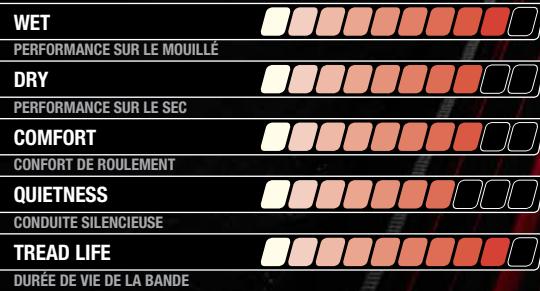 WET
PERFORMANCE SUR LE MOUILLÉ
DRY
PERFORMANCE SUR LE SEC
COMFORT
CONFORT DE ROULEMENT
QUIETNESS
CONDUITE SILENCIEUSE
TREAD LIFE
DURÉE DE VIE DE LA BANDE